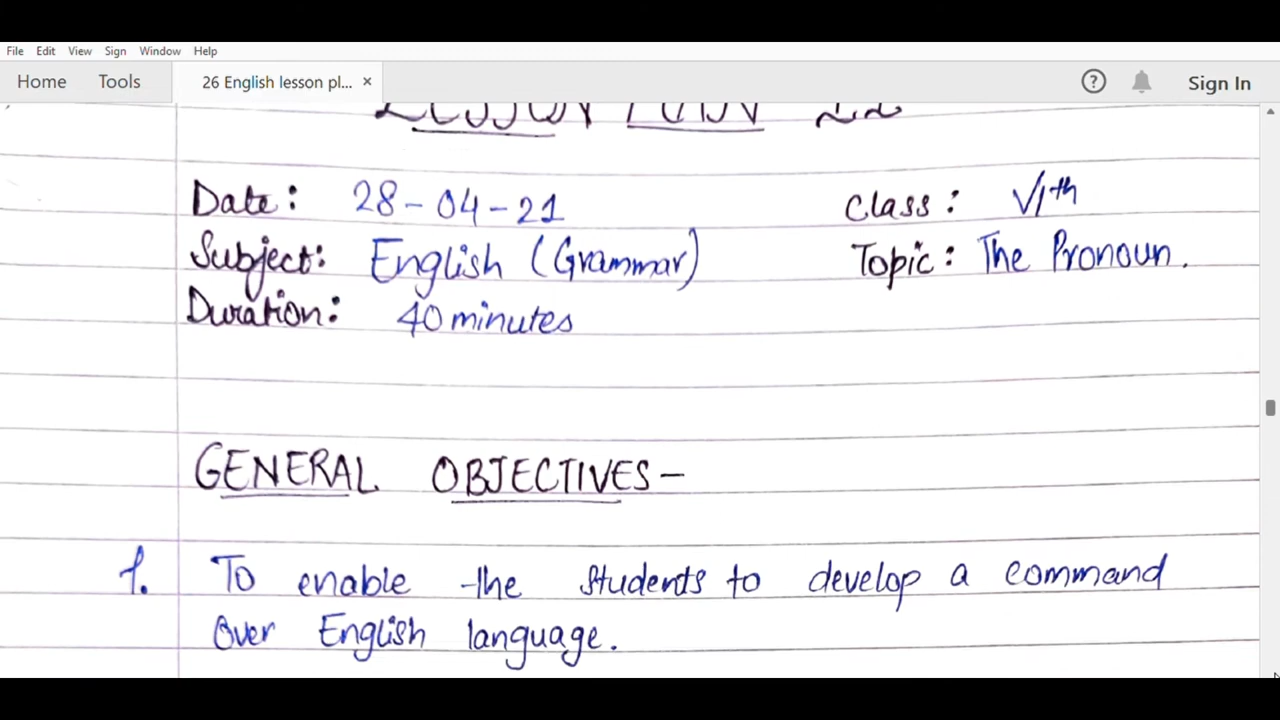 File Edit View Sign Window Help
Home Tools 26 English lesson pl... × Sign In
Date: 28-04-21 Class: VIth
Subject: English (Grammar) Topic: The Pronoun.
Duration: 40 minutes
GENERAL OBJECTIVES-
1. To enable the students to develop a command
over English language.